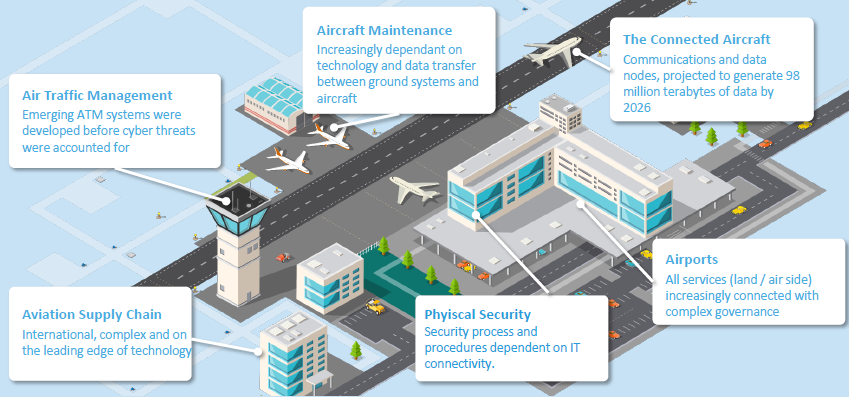 Aircraft Maintenance
Increasingly dependant on
technology and data transfer
between ground systems and
aircraft
The Connected Aircraft
Communications and data
nodes, projected to generate 98
million terabytes of data by
2026
Air Traffic Management
Emerging ATM systems were
developed before cyber threats
were accounted for
Airports
All services (land / air side)
increasingly connected with
complex governance
Aviation Supply Chain
International, complex and on
the leading edge of technology
Phyiscal Security
Security process and
procedures dependent on IT
connectivity.